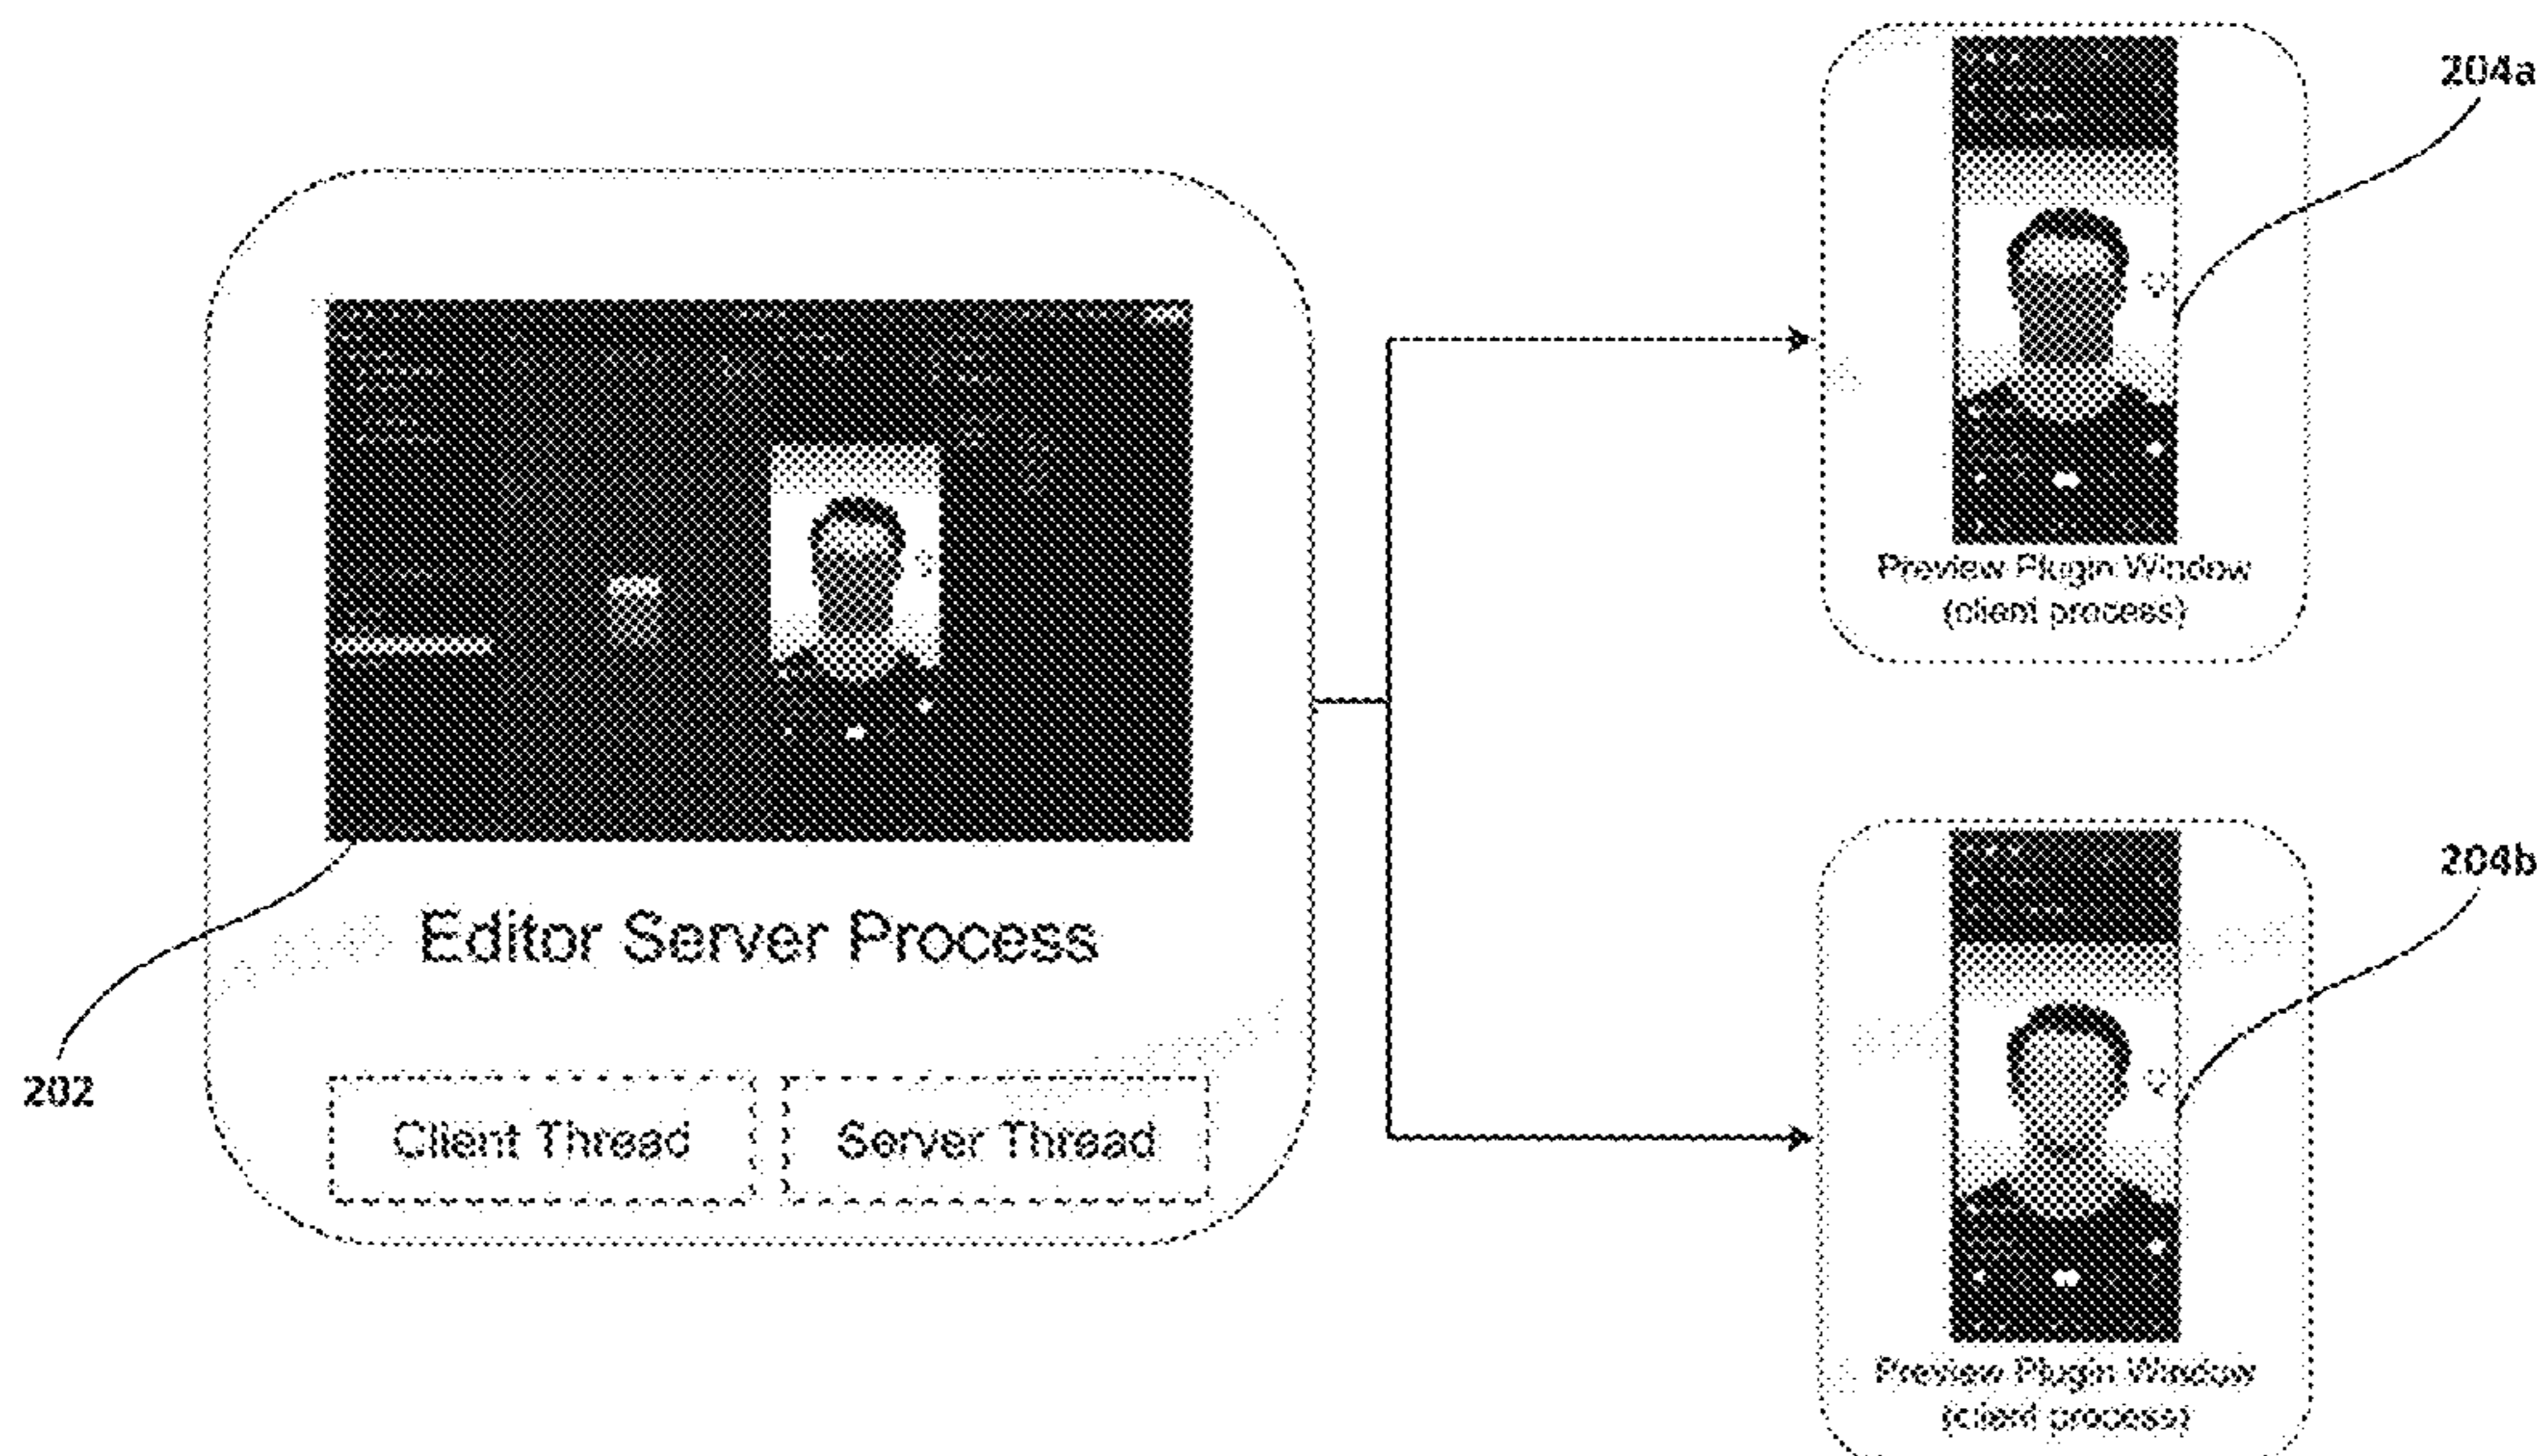 204a
Preview Plugin Window
(client process)
Editor Server Process
202
Client Thread
Server Thread
204b
Preview Plugin Window
(client process)